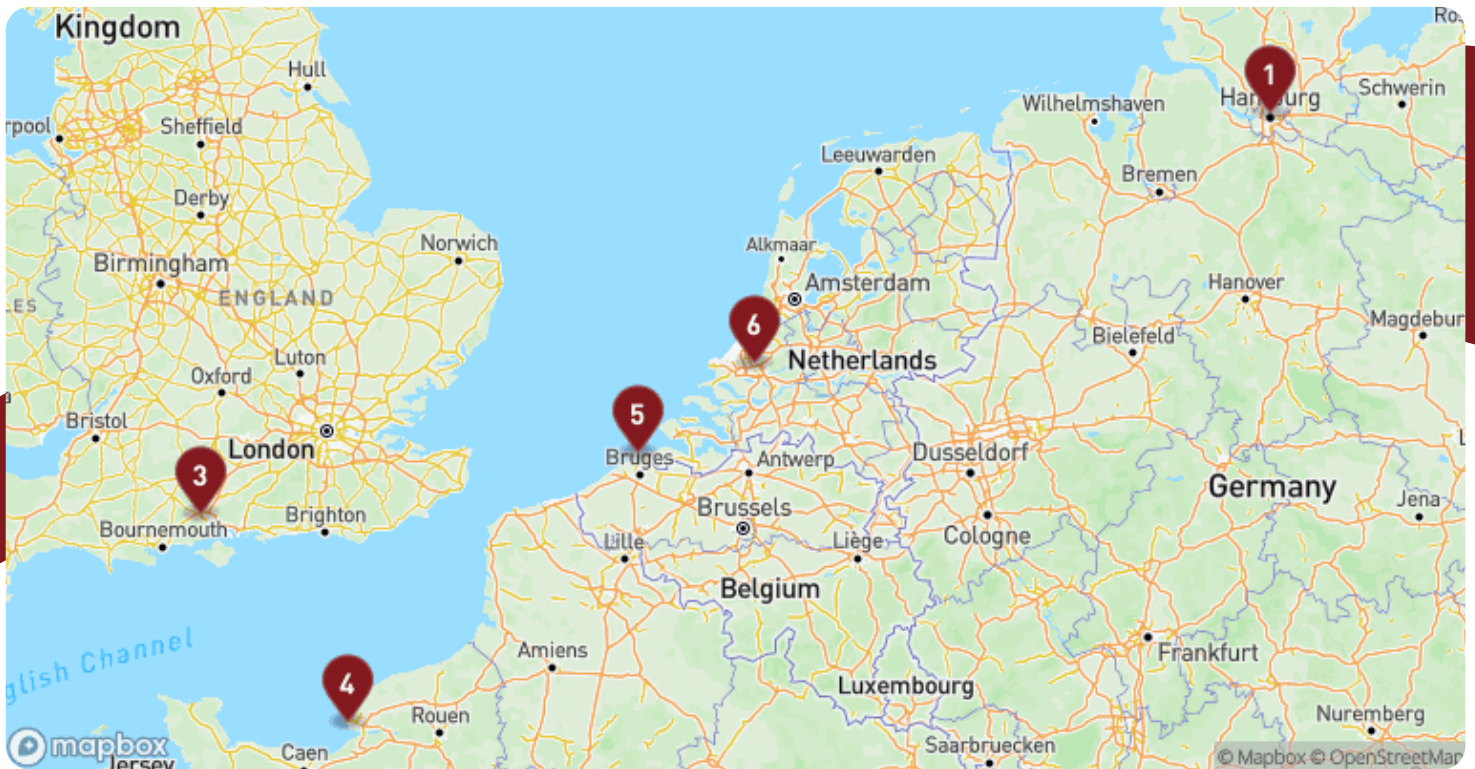 Kingdom
Ros
Hull
1
Hamburg
Schwerin
Wilhelmshaven
rpool
Sheffield
Leeuwarden
Bremen
Derby
Norwich
Alkmaar
Birmingham
Amsterdam
Hanover
ENGLAND
LES
6
Magdebur
Bielefeld
Luton
Netherlands
Oxford
a
5
Bristol
London
Bruges
Antwerp
Dusseldorf
L
3
Germany
Jena
Brussels
Bournemouth
Brighton
Lille
Liège
Cologne
Belgium
glish Channel
Amiens
Frankfurt
4
Luxembourg
Rouen
Nuremberg
mapbox
Caen
Jersey
Saarbruecken
© Mapbox © OpenStreetMap